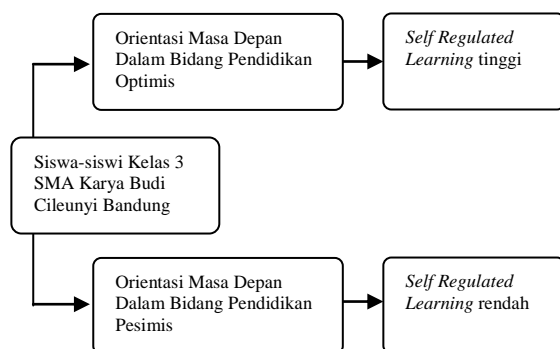 Orientasi Masa Depan
Dalam Bidang Pendidikan
Optimis
Self Regulated
Learning tinggi
Siswa-siswi Kelas 3
SMA Karya Budi
Cileunyi Bandung
Orientasi Masa Depan
Dalam Bidang Pendidikan
Pesimis
Self Regulated
Learning rendah